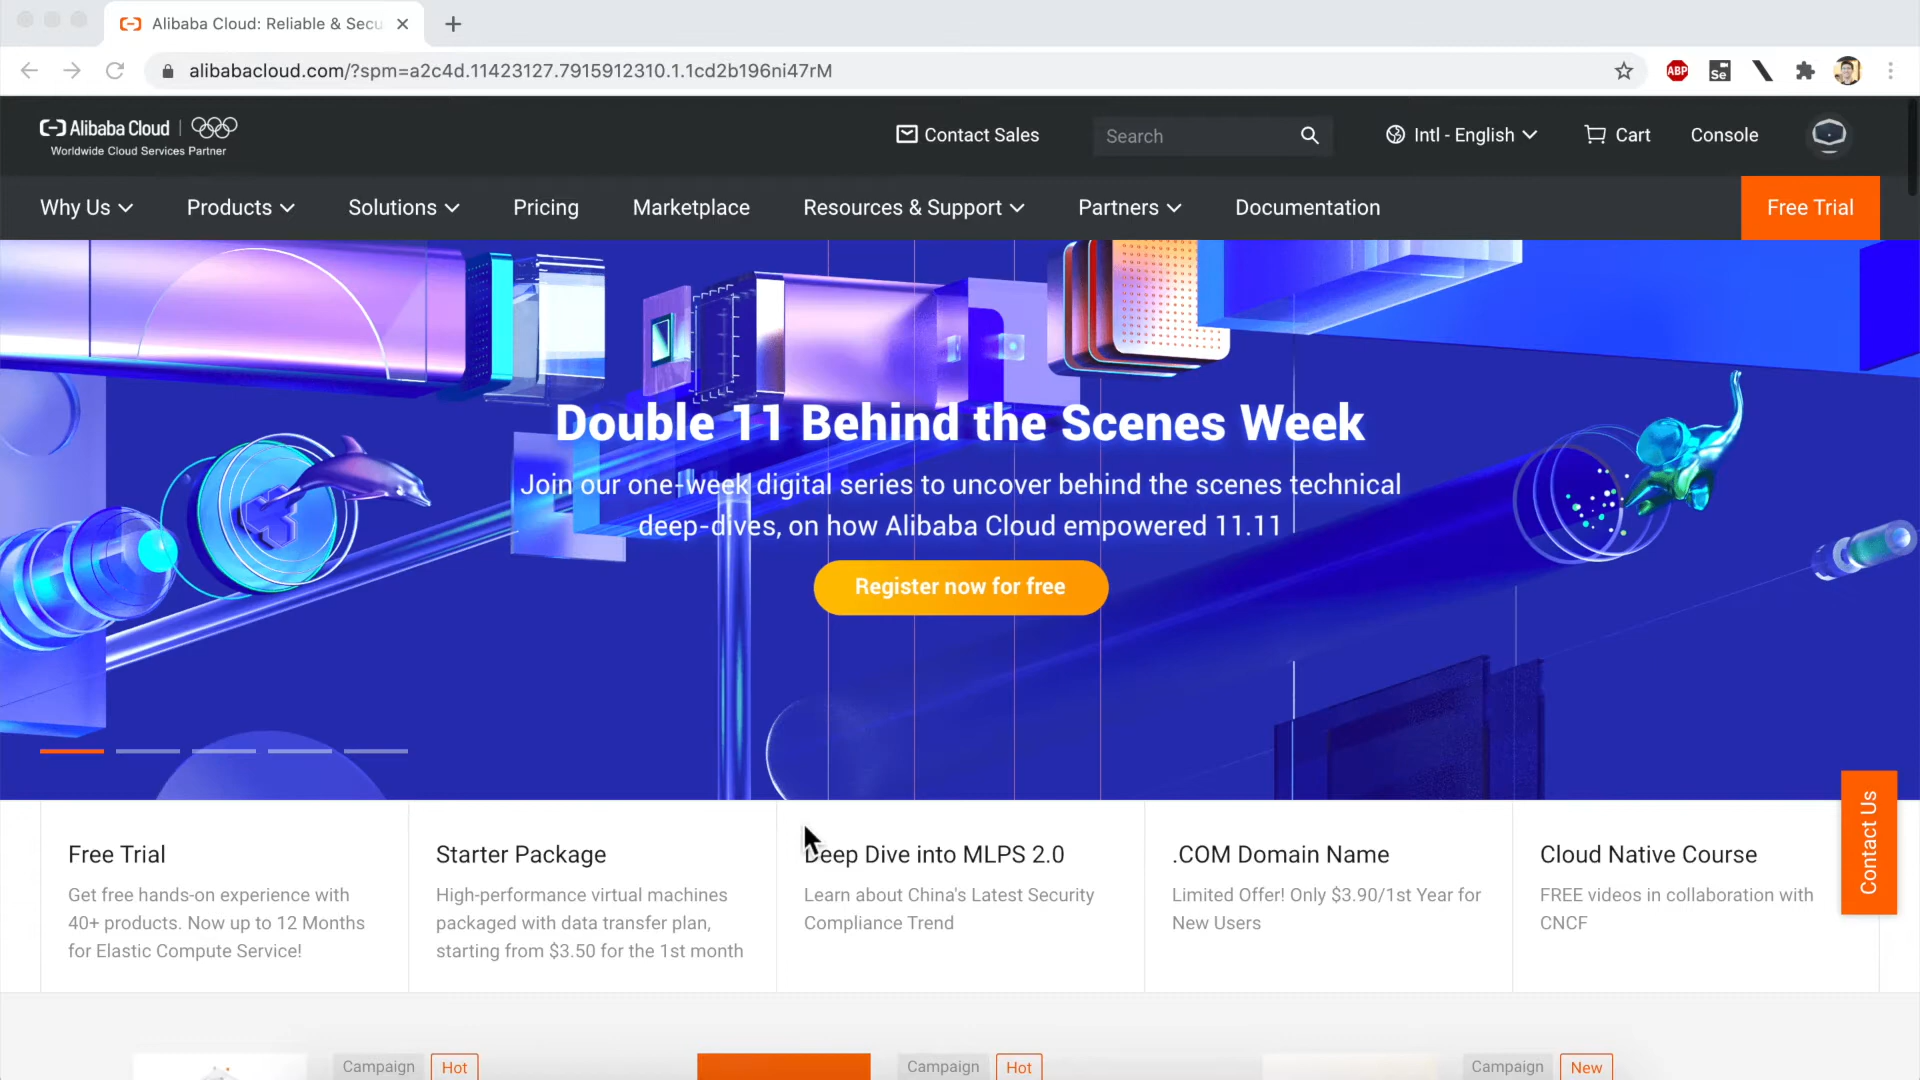 Alibaba Cloud: Reliable & Secu
alibabacloud.com/?spm=a2c4d.11423127.7915912310.1.1cd2b196ni47rM
ABP
Se
Alibaba Cloud
Worldwide Cloud Services Partner
Contact Sales
Search
Intl - English
Cart
Console
Why Us
Products
Solutions
Pricing
Marketplace
Resources & Support
Partners
Documentation
Free Trial
Double 11 Behind the Scenes Week
Join our one-week digital series to uncover behind the scenes technical
deep-dives, on how Alibaba Cloud empowered 11.11
Register now for free
Contact Us
Free Trial
Get free hands-on experience with
40+ products. Now up to 12 Months
for Elastic Compute Service!
Starter Package
High-performance virtual machines
packaged with data transfer plan,
starting from $3.50 for the 1st month
Deep Dive into MLPS 2.0
Learn about China's Latest Security
Compliance Trend
.COM Domain Name
Limited Offer! Only $3.90/1st Year for
New Users
Cloud Native Course
FREE videos in collaboration with
CNCF
Campaign
Hot
Campaign
Hot
Campaign
New